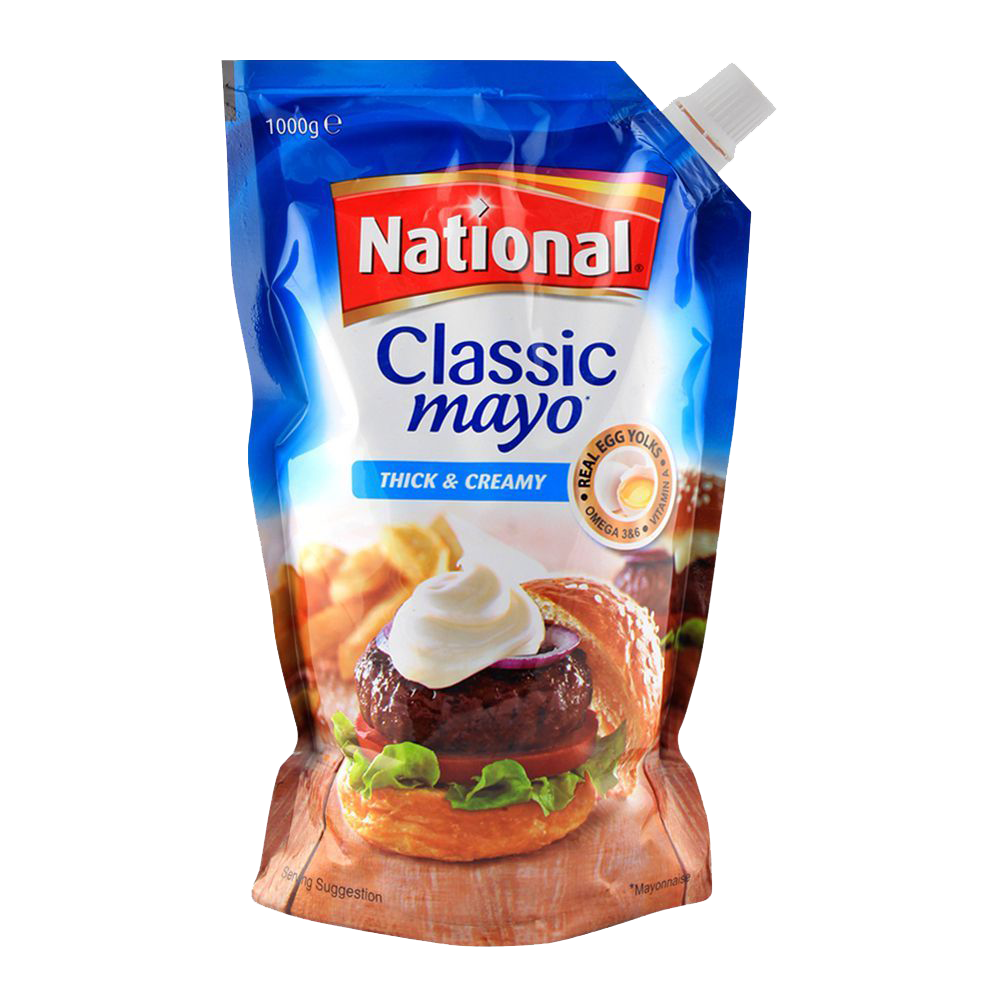 1000g ℮
National®
Classic
mayo*
THICK & CREAMY
• REAL EGG YOLKS •
OMEGA 3&6 • VITAMIN A
Serving Suggestion
*Mayonnaise